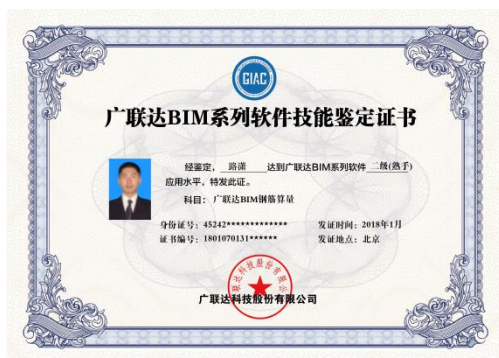 GIAC
广联达BIM系列软件技能鉴定证书
经鉴定, 路潇 达到广联达BIM系列软件 二级(熟手)
应用水平, 特发此证。
科目: 广联达BIM钢筋算量
身份证号: 45242************* 发证时间: 2018年1月
证书编号: 1801070131****** 发证地点: 北京
广联达科技股份有限公司